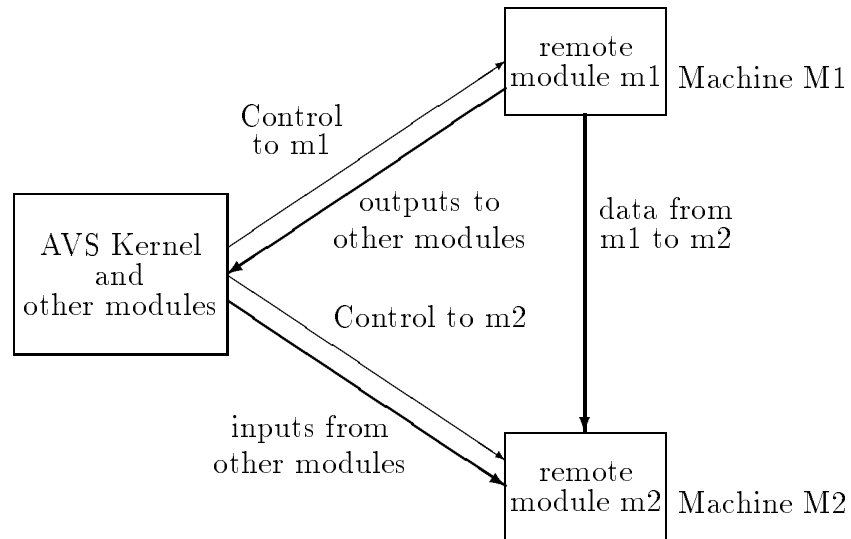 remote
module m1
Machine M1
Control
to m1
outputs to
other modules
data from
m1 to m2
AVS Kernel
and
other modules
Control to m2
inputs from
other modules
remote
module m2
Machine M2